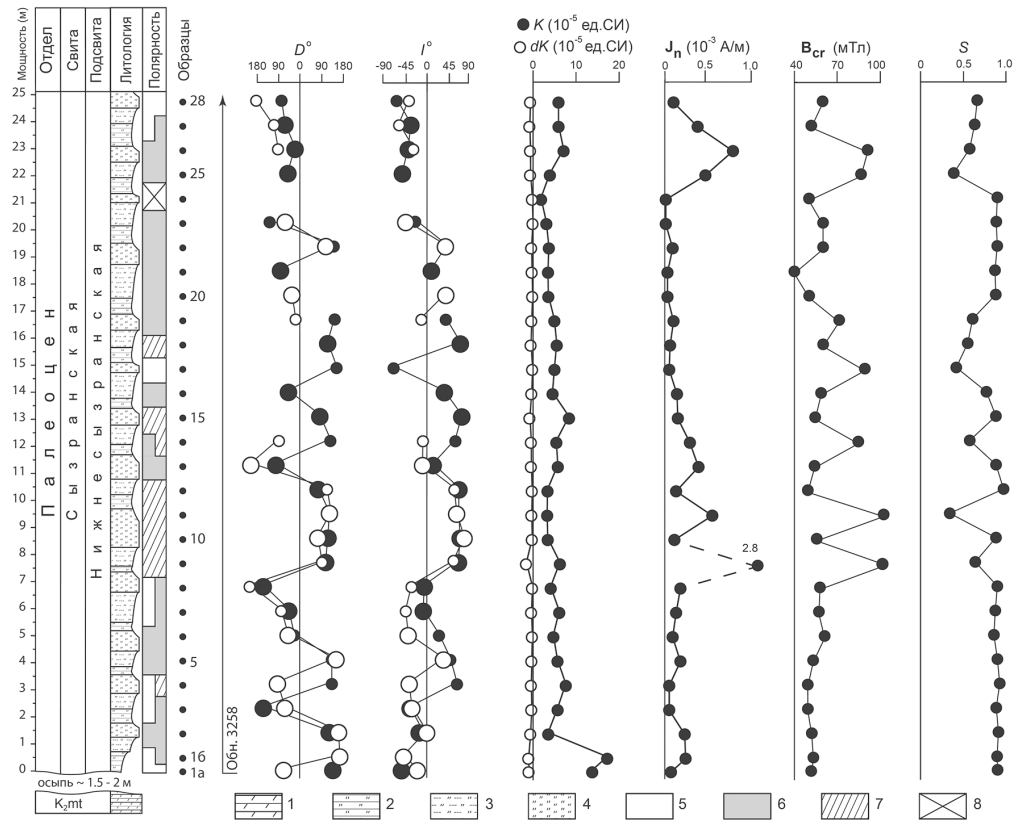 K (10⁻⁵ ед.СИ)
dK (10⁻⁵ ед.СИ)
Мощность (м)
Отдел
Свита
Подсвита
Литология
Полярность
Образцы
D°
I°
Jₙ (10⁻³ А/м)
B_cr (мТл)
S
180 90 0 90 180
-90 -45 0 45 90
0 10 20
0 0.5 1.0
40 70 100
0 0.5 1.0
Палеоцен
Сызранская
Нижнесызранская
25
24
23
22
21
20
19
18
17
16
15
14
13
12
11
10
9
8
7
6
5
4
3
2
1
0
28
25
20
15
10
5
1б
1а
Обн. 3258
2.8
осыпь ~ 1.5 - 2 м
K₂mt
1 2 3 4 5 6 7 8